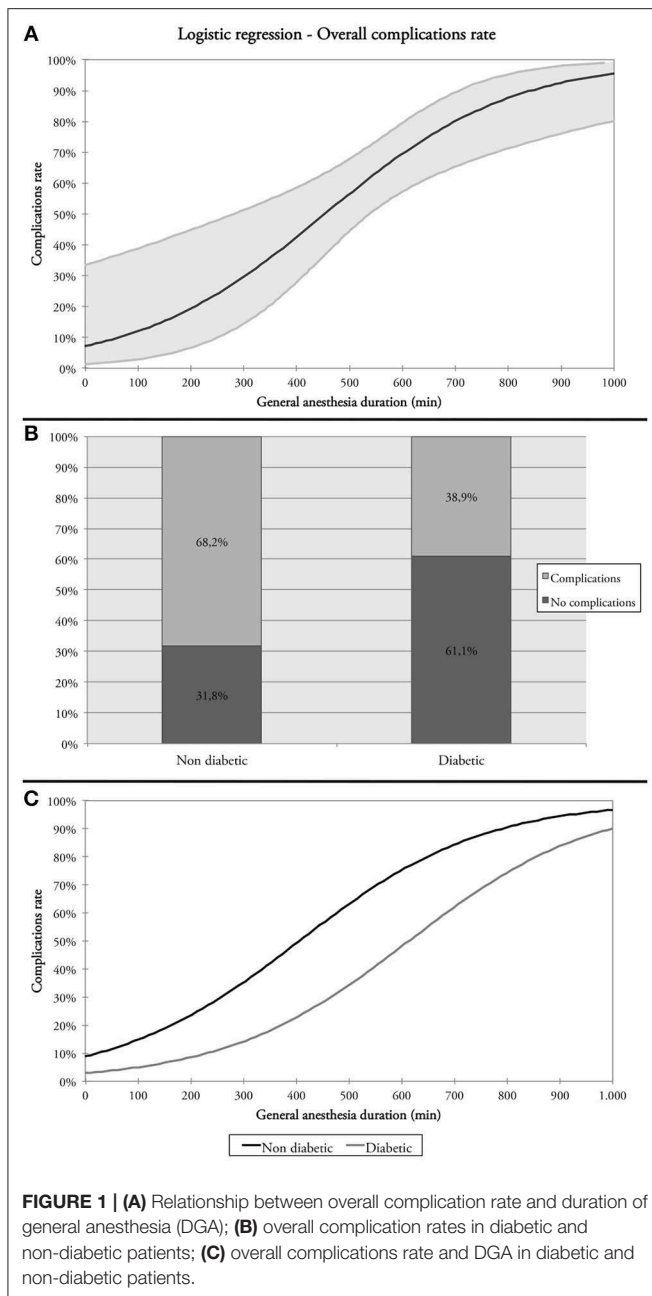 A
Logistic regression - Overall complications rate
100%
90%
80%
70%
60%
50%
40%
30%
20%
10%
0%
Complications rate
0 100 200 300 400 500 600 700 800 900 1000
General anesthesia duration (min)
B
100%
90%
80%
70%
60%
50%
40%
30%
20%
10%
0%
68,2%
31,8%
38,9%
61,1%
Complications
No complications
Non diabetic Diabetic
C
100%
90%
80%
70%
60%
50%
40%
30%
20%
10%
0%
Complications rate
0 100 200 300 400 500 600 700 800 900 1.000
General anesthesia duration (min)
Non diabetic Diabetic
FIGURE 1 | (A) Relationship between overall complication rate and duration of
general anesthesia (DGA); (B) overall complication rates in diabetic and
non-diabetic patients; (C) overall complications rate and DGA in diabetic and
non-diabetic patients.